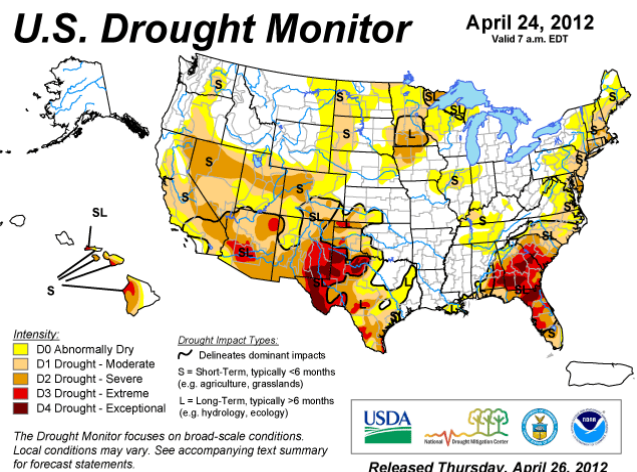 U.S. Drought Monitor
April 24, 2012
Valid 7 a.m. EDT
S
S
SL
SL
S
S
L
S
S
S
S
S
S
S
S
S
SL
SL
SL
SL
SL
L
L
S
S
SL
S
SL
S
Intensity:
D0 Abnormally Dry
D1 Drought - Moderate
D2 Drought - Severe
D3 Drought - Extreme
D4 Drought - Exceptional
Drought Impact Types:
Delineates dominant impacts
S = Short-Term, typically <6 months
(e.g. agriculture, grasslands)
L = Long-Term, typically >6 months
(e.g. hydrology, ecology)
The Drought Monitor focuses on broad-scale conditions.
Local conditions may vary. See accompanying text summary
for forecast statements.
USDA
National Drought Mitigation Center
NOAA
Released Thursday, April 26, 2012